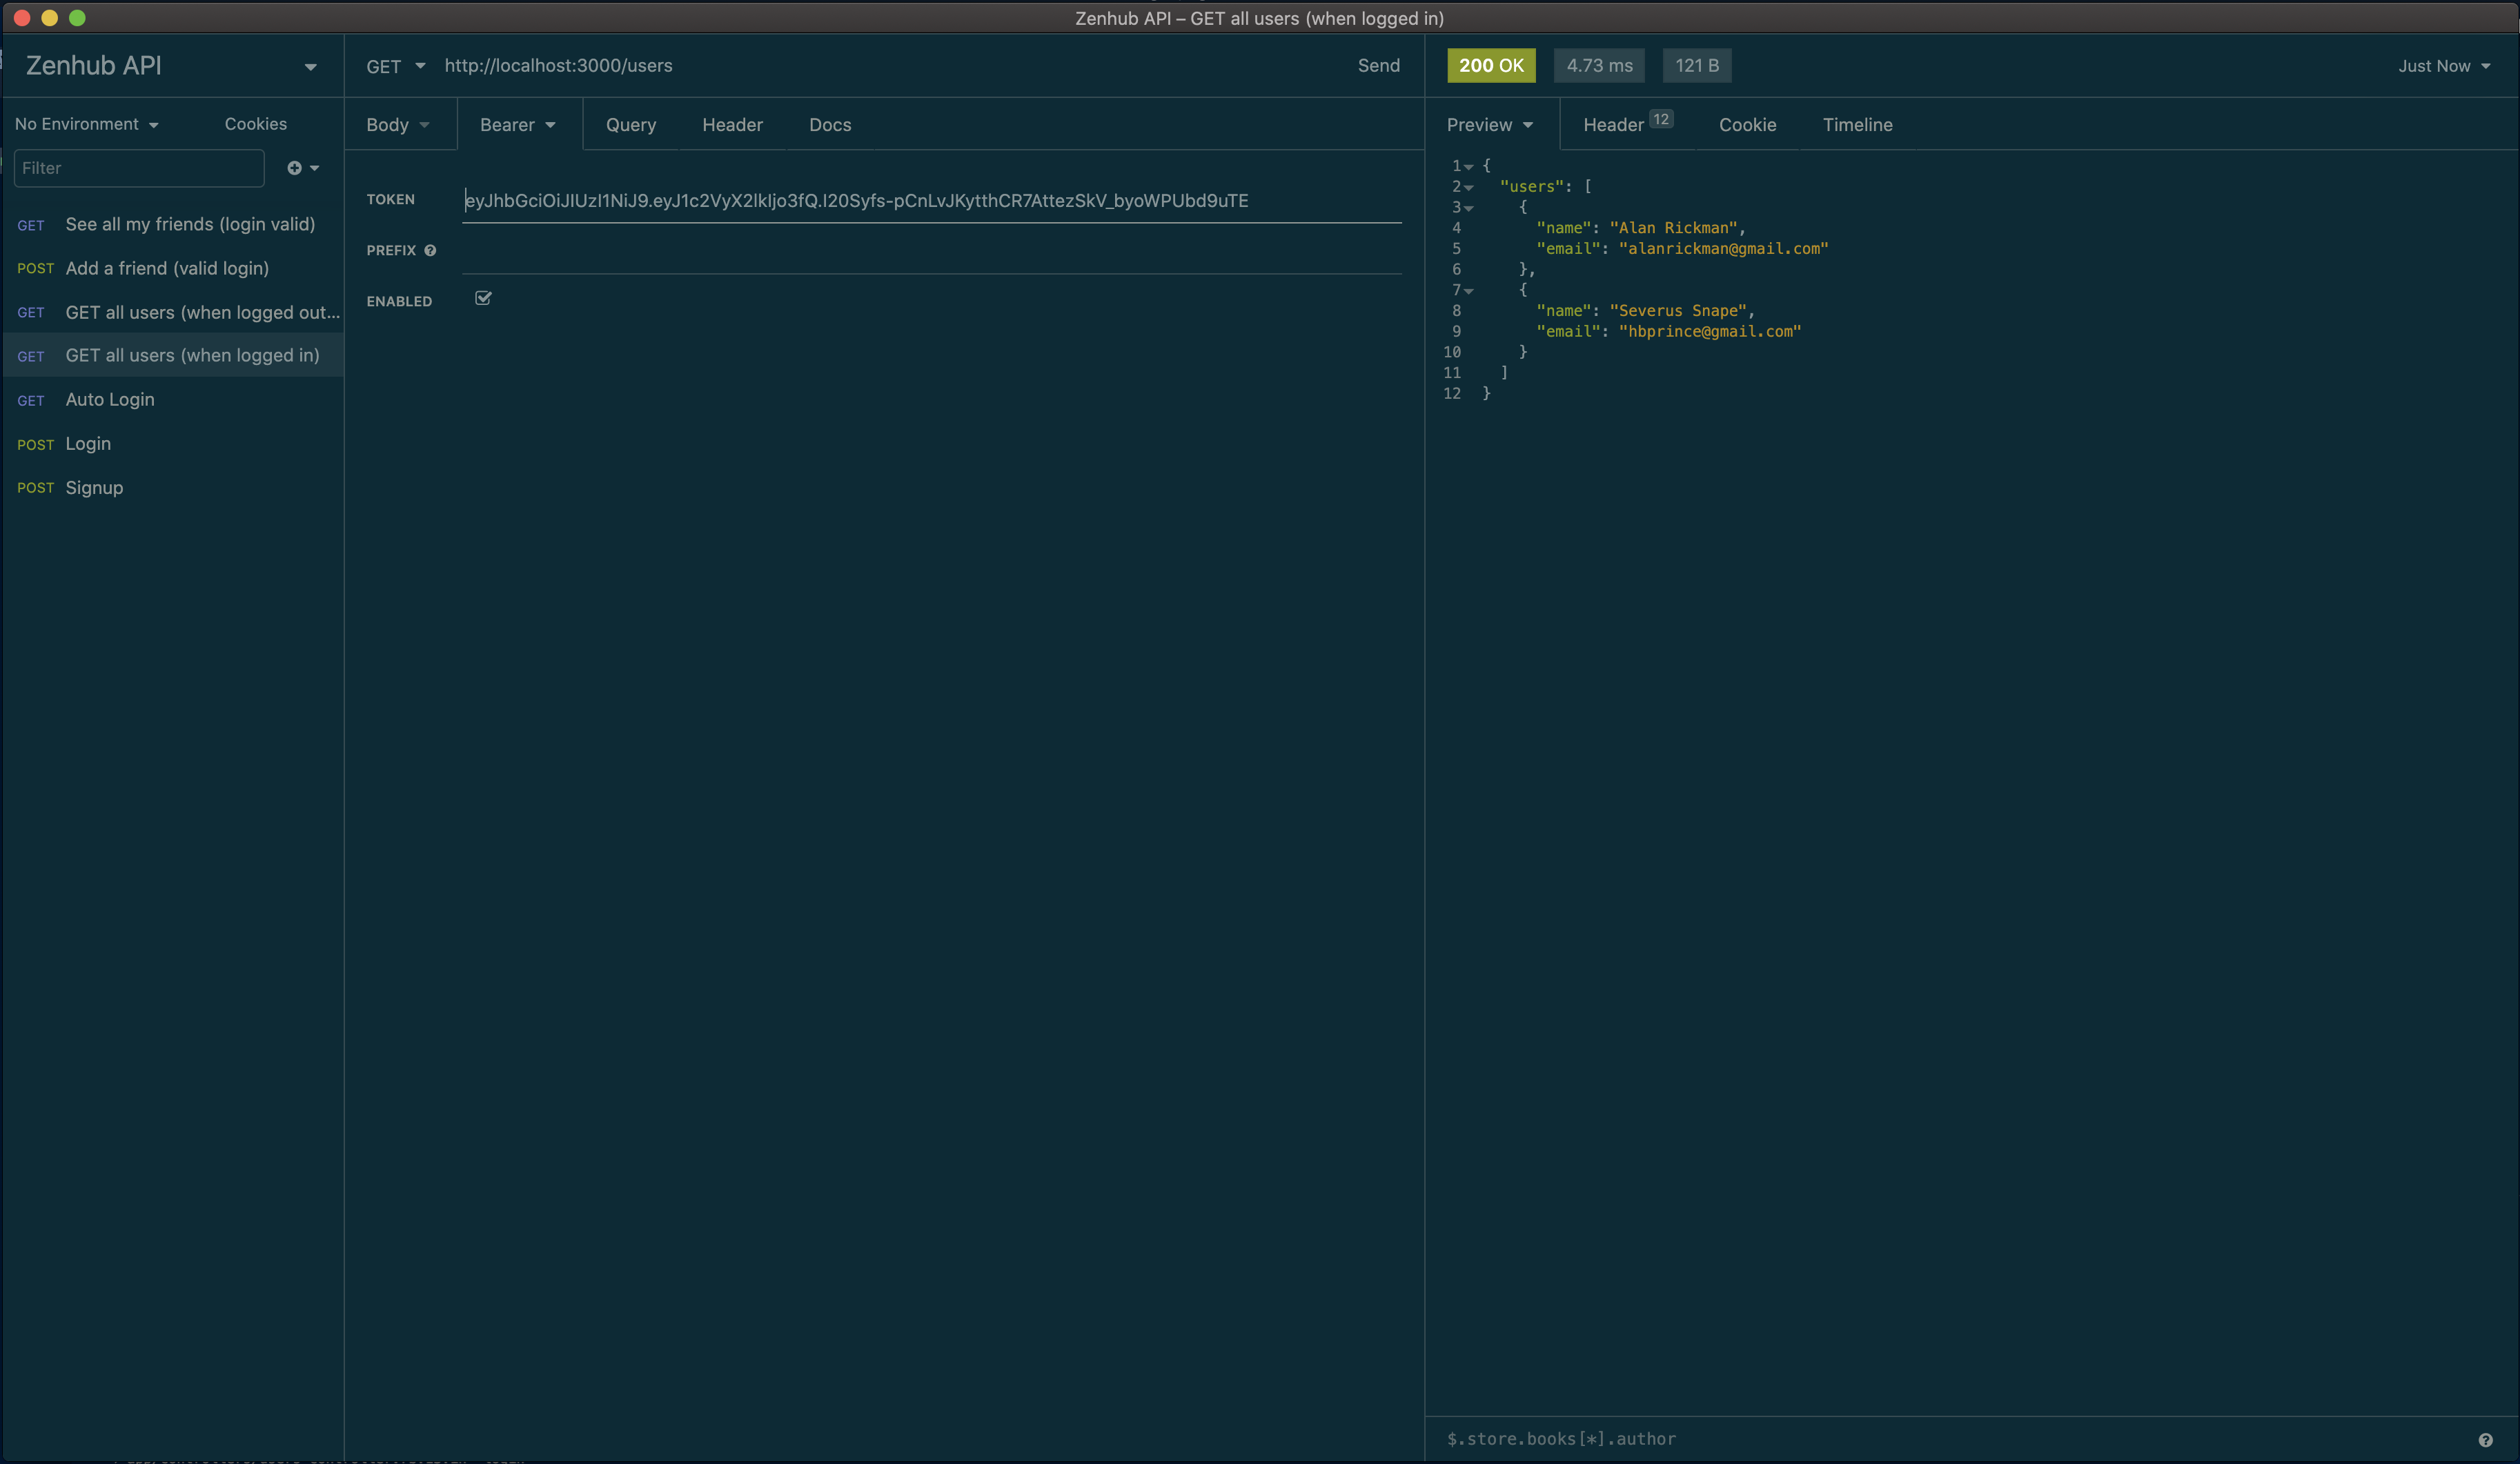 Zenhub API – GET all users (when logged in)
Zenhub API
GET http://localhost:3000/users Send
200 OK 4.73 ms 121 B Just Now
No Environment Cookies
Body Bearer Query Header Docs
Preview Header 12 Cookie Timeline
Filter
GET See all my friends (login valid)
POST Add a friend (valid login)
GET GET all users (when logged out...
GET GET all users (when logged in)
GET Auto Login
POST Login
POST Signup
TOKEN eyJhbGciOiJIUzI1NiJ9.eyJ1c2VyX2lkIjo3fQ.I20Syfs-pCnLvJKytthCR7AttezSkV_byoWPUbd9uTE
PREFIX
ENABLED
1 {
2 "users": [
3 {
4 "name": "Alan Rickman",
5 "email": "alanrickman@gmail.com"
6 },
7 {
8 "name": "Severus Snape",
9 "email": "hbprince@gmail.com"
10 }
11 ]
12 }
$.store.books[*].author